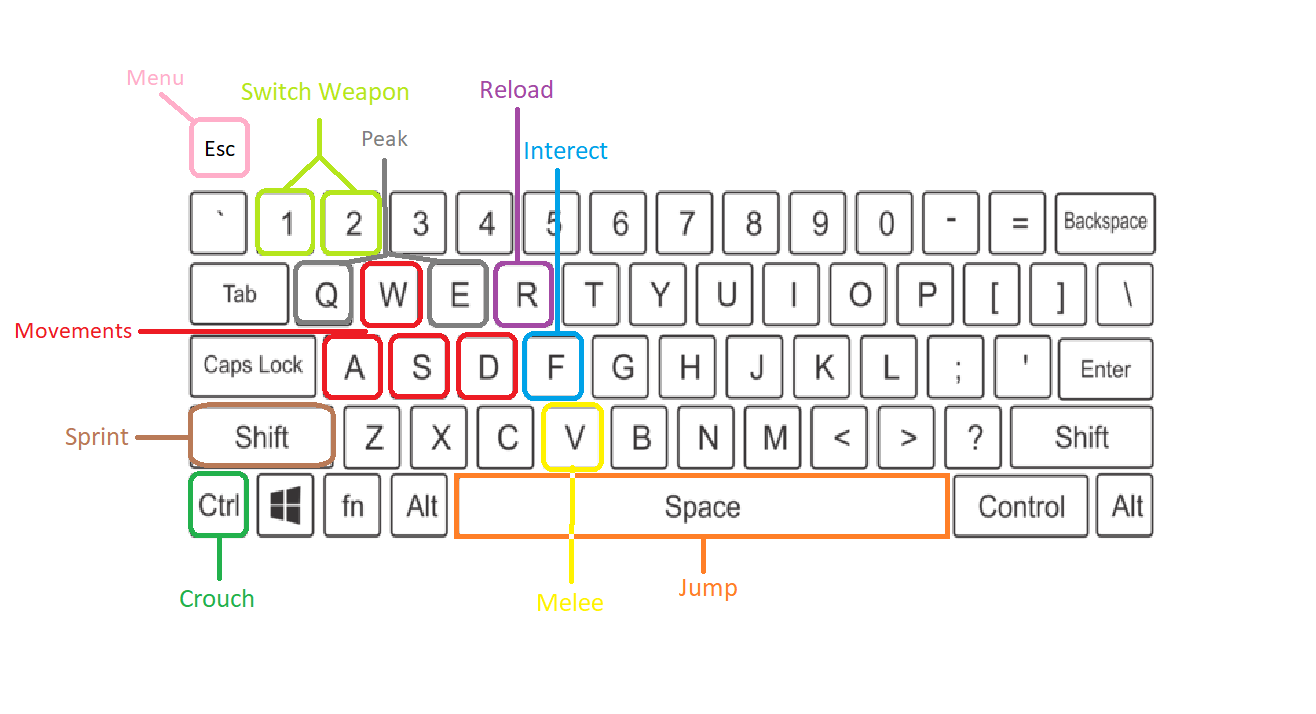 Menu
Switch Weapon
Reload
Peak
Interect
Esc
` 1 2 3 4 5 6 7 8 9 0 - = Backspace
Tab Q W E R T Y U I O P [ ] \
Movements
Caps Lock A S D F G H J K L ; ' Enter
Sprint
Shift Z X C V B N M < > ? Shift
Ctrl fn Alt Space Control Alt
Crouch
Melee
Jump